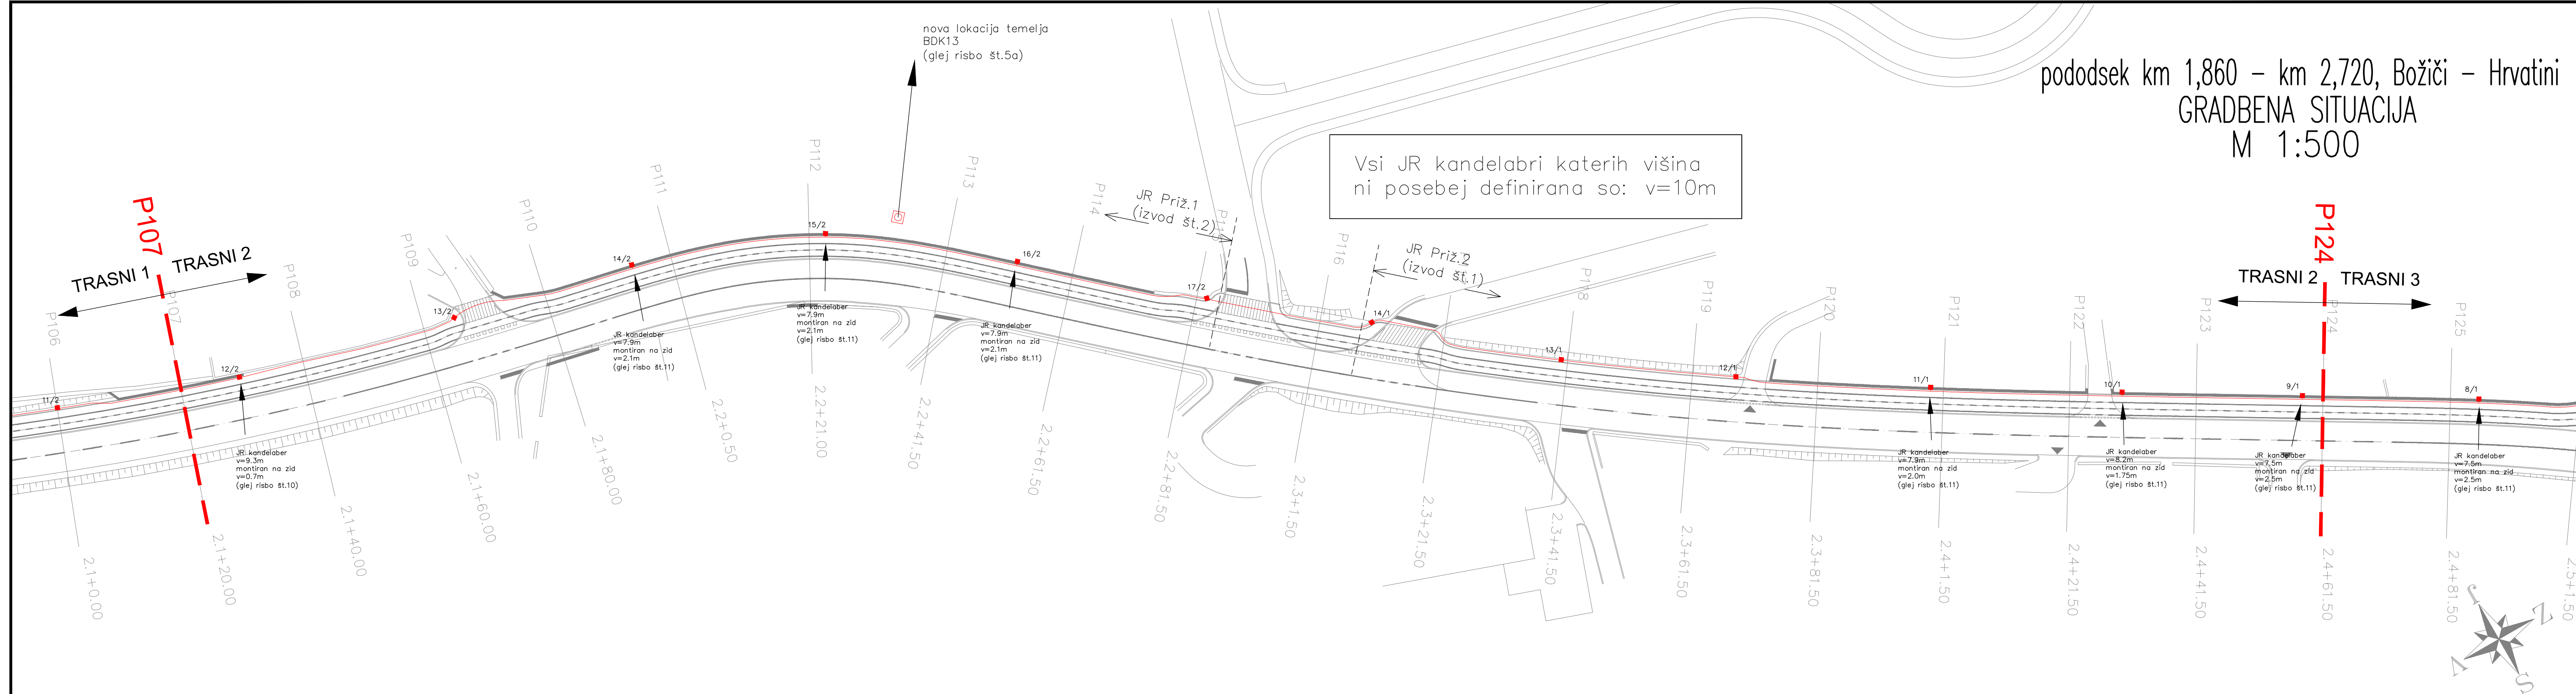 pododsek km 1,860 – km 2,720, Božiči – Hrvatini
GRADBENA SITUACIJA
M 1:500
nova lokacija temelja
BDK13
(glej risbo št.5a)
Vsi JR kandelabri katerih višina
ni posebej definirana so: v=10m
JR Priž.1
(izvod št.2)
JR Priž.2
(izvod št.1)
P107
TRASNI 1
TRASNI 2
P124
TRASNI 2
TRASNI 3
P106
P107
P108
P109
P110
P111
P112
P113
P114
P116
P118
P119
P120
P121
P122
P123
P124
P125
11/2
12/2
13/2
14/2
15/2
16/2
17/2
14/1
13/1
12/1
11/1
10/1
9/1
8/1
JR kandelaber
v=9.3m
montiran na zid
v=0.7m
(glej risbo št.10)
JR kandelaber
v=7.9m
montiran na zid
v=2.1m
(glej risbo št.11)
JR kandelaber
v=7.9m
montiran na zid
v=2.1m
(glej risbo št.11)
JR kandelaber
v=7.9m
montiran na zid
v=2.1m
(glej risbo št.11)
JR kandelaber
v=7.9m
montiran na zid
v=2.0m
(glej risbo št.11)
JR kandelaber
v=8.2m
montiran na zid
v=1.75m
(glej risbo št.11)
JR kandelaber
v=7.5m
montiran na zid
v=2.5m
(glej risbo št.11)
JR kandelaber
v=7.5m
montiran na zid
v=2.5m
(glej risbo št.11)
2.1+0.00
2.1+20.00
2.1+40.00
2.1+60.00
2.1+80.00
2.2+0.50
2.2+21.00
2.2+41.50
2.2+61.50
2.2+81.50
2.3+1.50
2.3+21.50
2.3+41.50
2.3+61.50
2.3+81.50
2.4+1.50
2.4+21.50
2.4+41.50
2.4+61.50
2.4+81.50
2.5+1.50
J
Z
V
S